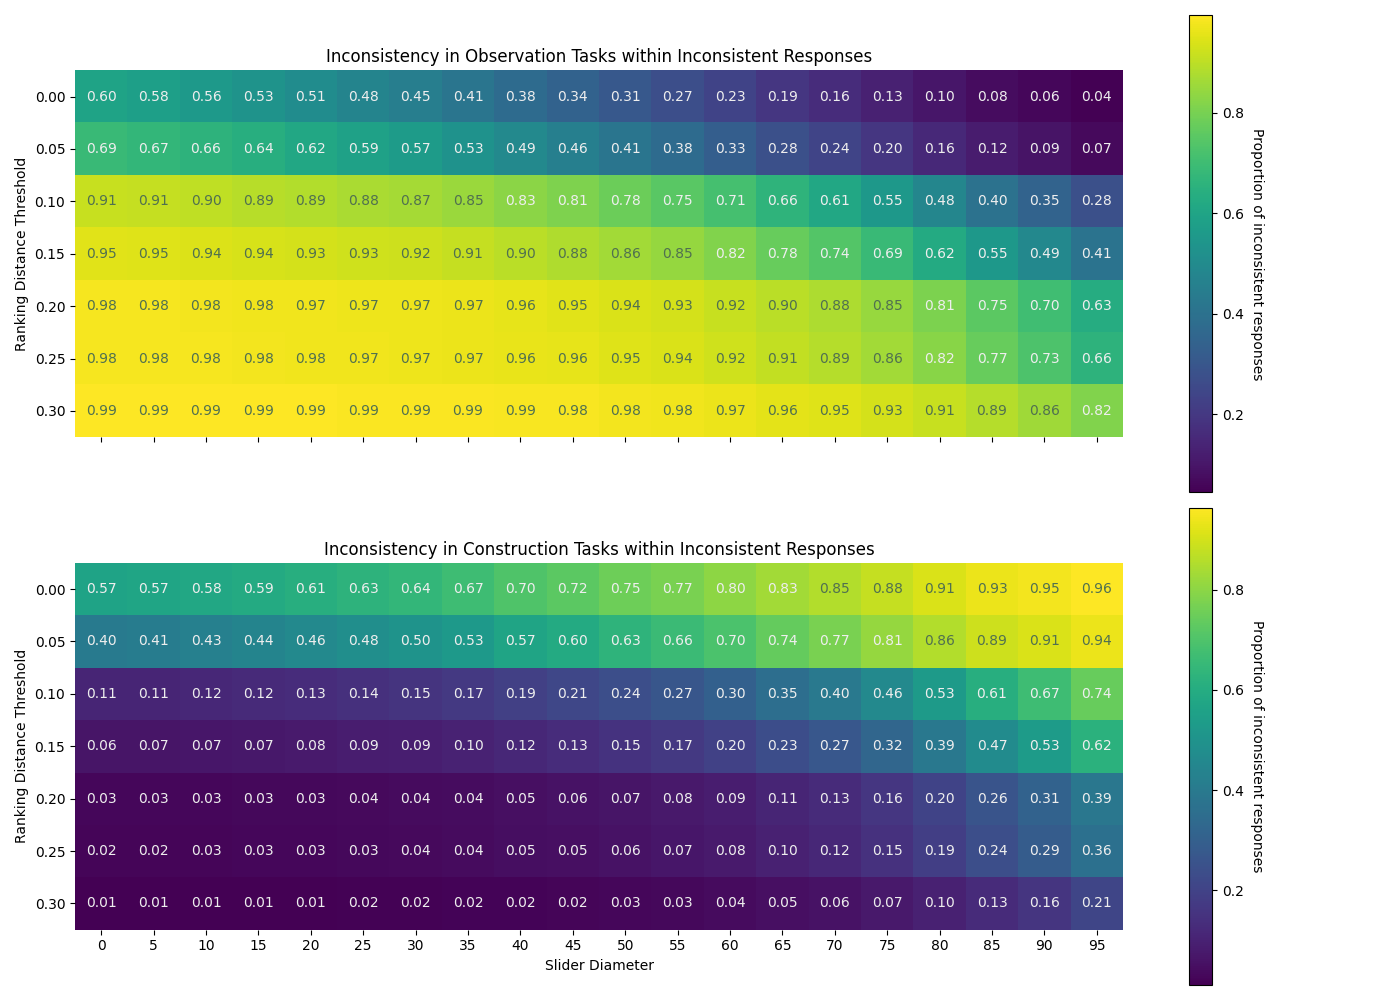 Inconsistency in Observation Tasks within Inconsistent Responses
Ranking Distance Threshold
0.00 0.60 0.58 0.56 0.53 0.51 0.48 0.45 0.41 0.38 0.34 0.31 0.27 0.23 0.19 0.16 0.13 0.10 0.08 0.06 0.04
0.05 0.69 0.67 0.66 0.64 0.62 0.59 0.57 0.53 0.49 0.46 0.41 0.38 0.33 0.28 0.24 0.20 0.16 0.12 0.09 0.07
0.10 0.91 0.91 0.90 0.89 0.89 0.88 0.87 0.85 0.83 0.81 0.78 0.75 0.71 0.66 0.61 0.55 0.48 0.40 0.35 0.28
0.15 0.95 0.95 0.94 0.94 0.93 0.93 0.92 0.91 0.90 0.88 0.86 0.85 0.82 0.78 0.74 0.69 0.62 0.55 0.49 0.41
0.20 0.98 0.98 0.98 0.98 0.97 0.97 0.97 0.97 0.96 0.95 0.94 0.93 0.92 0.90 0.88 0.85 0.81 0.75 0.70 0.63
0.25 0.98 0.98 0.98 0.98 0.98 0.97 0.97 0.97 0.96 0.96 0.95 0.94 0.92 0.91 0.89 0.86 0.82 0.77 0.73 0.66
0.30 0.99 0.99 0.99 0.99 0.99 0.99 0.99 0.99 0.99 0.98 0.98 0.98 0.97 0.96 0.95 0.93 0.91 0.89 0.86 0.82
0.8
0.6
0.4
0.2
Proportion of inconsistent responses
Inconsistency in Construction Tasks within Inconsistent Responses
Ranking Distance Threshold
0.00 0.57 0.57 0.58 0.59 0.61 0.63 0.64 0.67 0.70 0.72 0.75 0.77 0.80 0.83 0.85 0.88 0.91 0.93 0.95 0.96
0.05 0.40 0.41 0.43 0.44 0.46 0.48 0.50 0.53 0.57 0.60 0.63 0.66 0.70 0.74 0.77 0.81 0.86 0.89 0.91 0.94
0.10 0.11 0.11 0.12 0.12 0.13 0.14 0.15 0.17 0.19 0.21 0.24 0.27 0.30 0.35 0.40 0.46 0.53 0.61 0.67 0.74
0.15 0.06 0.07 0.07 0.07 0.08 0.09 0.09 0.10 0.12 0.13 0.15 0.17 0.20 0.23 0.27 0.32 0.39 0.47 0.53 0.62
0.20 0.03 0.03 0.03 0.03 0.03 0.04 0.04 0.04 0.05 0.06 0.07 0.08 0.09 0.11 0.13 0.16 0.20 0.26 0.31 0.39
0.25 0.02 0.02 0.03 0.03 0.03 0.03 0.04 0.04 0.05 0.05 0.06 0.07 0.08 0.10 0.12 0.15 0.19 0.24 0.29 0.36
0.30 0.01 0.01 0.01 0.01 0.01 0.02 0.02 0.02 0.02 0.02 0.03 0.03 0.04 0.05 0.06 0.07 0.10 0.13 0.16 0.21
0 5 10 15 20 25 30 35 40 45 50 55 60 65 70 75 80 85 90 95
Slider Diameter
0.8
0.6
0.4
0.2
Proportion of inconsistent responses